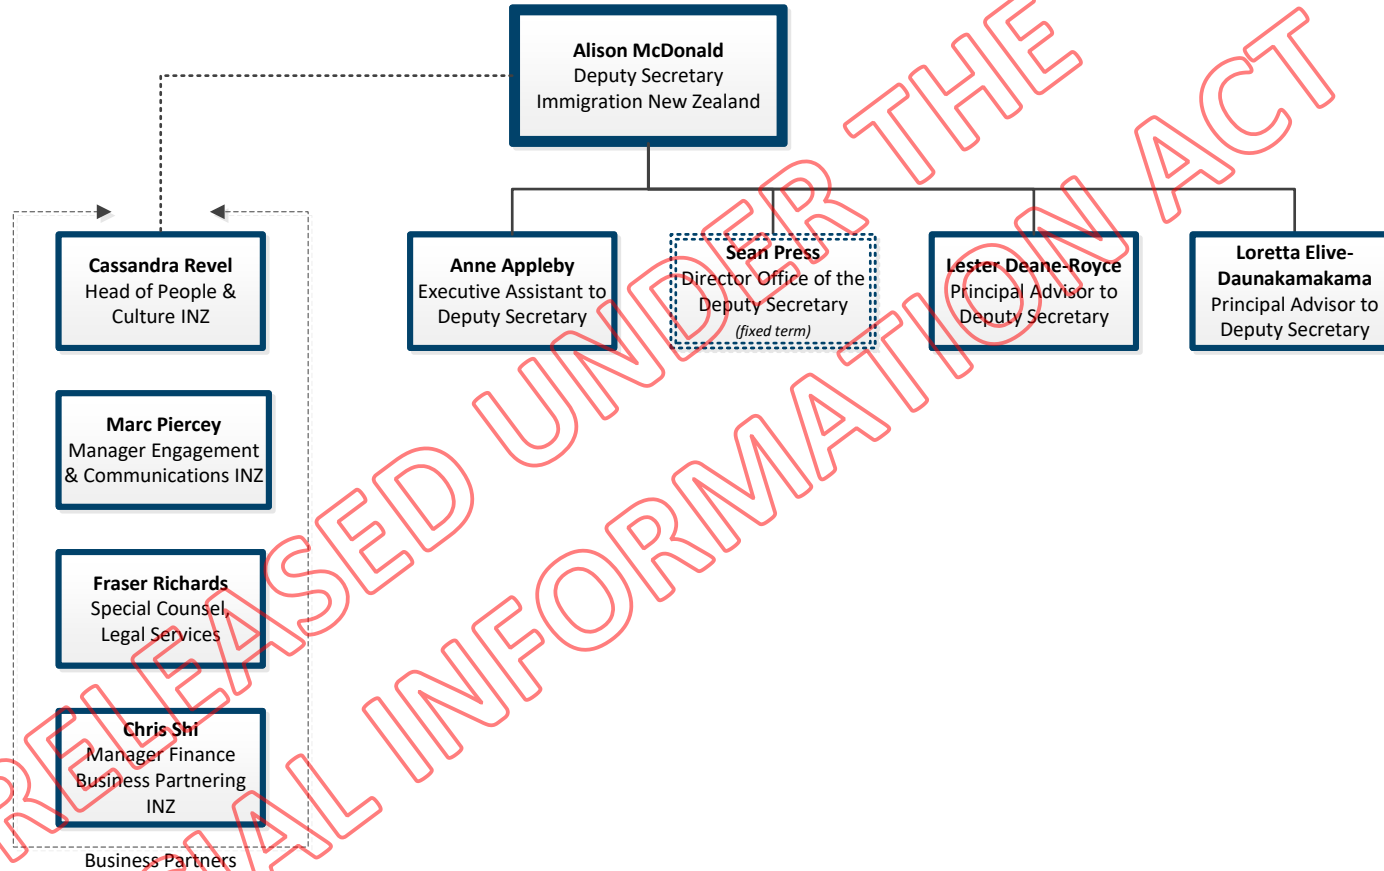 Alison McDonald
Deputy Secretary
Immigration New Zealand
Cassandra Revel
Head of People &
Culture INZ
Anne Appleby
Executive Assistant to
Deputy Secretary
Sean Press
Director Office of the
Deputy Secretary
(fixed term)
Lester Deane-Royce
Principal Advisor to
Deputy Secretary
Loretta Elive-
Daunakamakama
Principal Advisor to
Deputy Secretary
Marc Piercey
Manager Engagement
& Communications INZ
Fraser Richards
Special Counsel,
Legal Services
Chris Shi
Manager Finance
Business Partnering
INZ
Business Partners
RELEASED UNDER THE
INFORMATION ACT